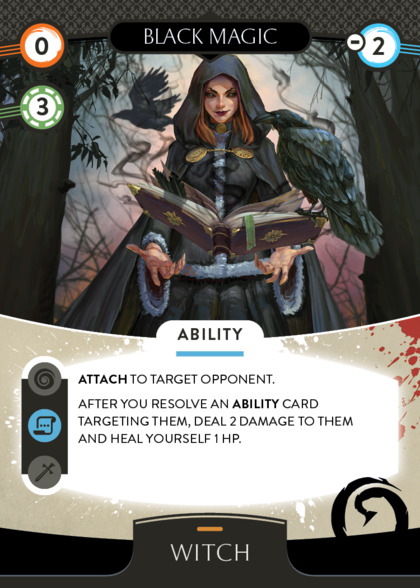 BLACK MAGIC
0
-2
3
ABILITY
ATTACH TO TARGET OPPONENT.
AFTER YOU RESOLVE AN ABILITY CARD
TARGETING THEM, DEAL 2 DAMAGE TO THEM
AND HEAL YOURSELF 1 HP.
WITCH